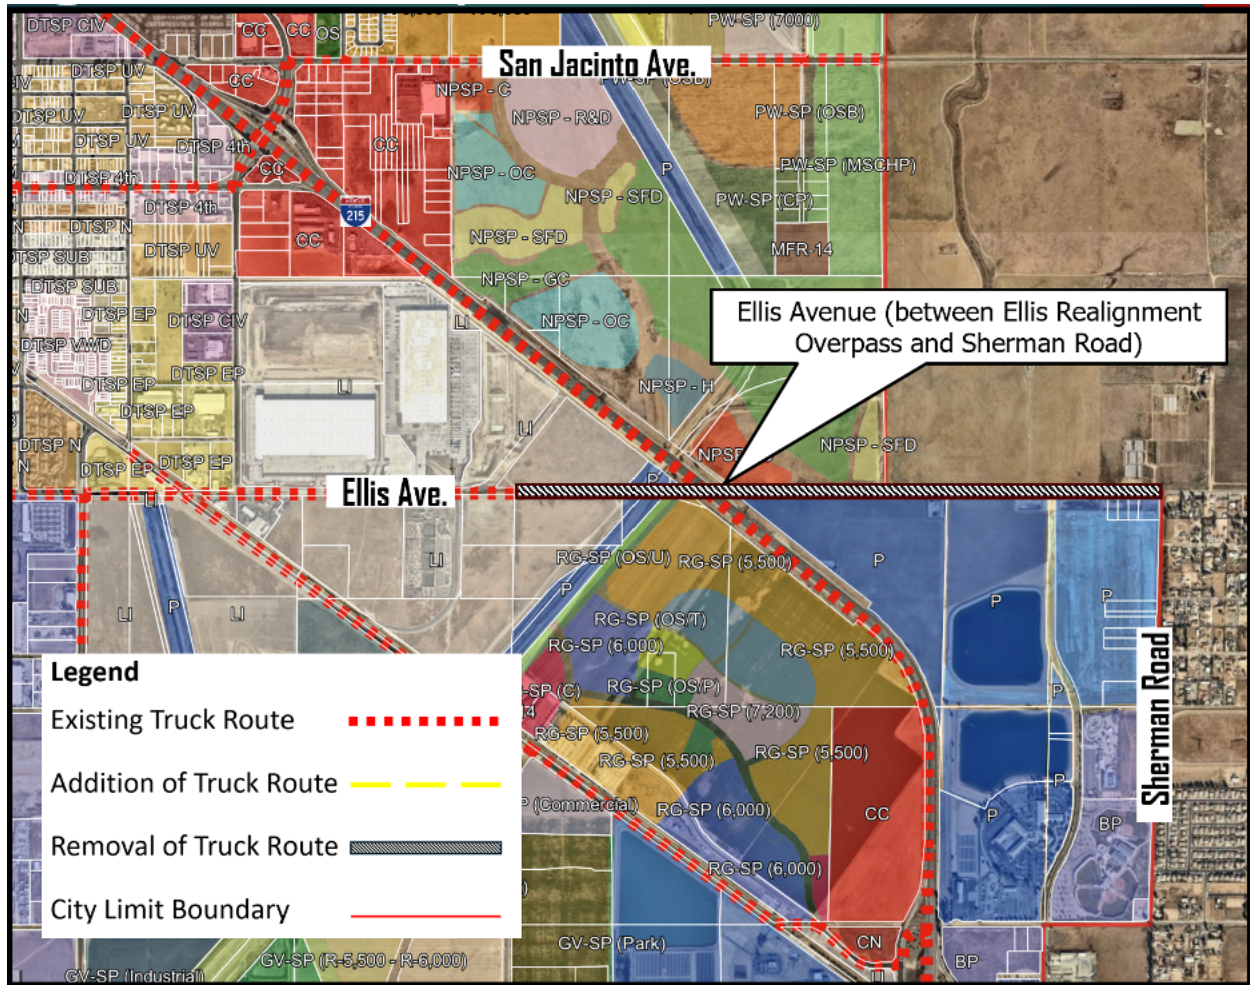 DTSP CIV
CC
CC
OS
PW-SP (7000)
San Jacinto Ave.
DTSP UV
CC
NPSP - C
PW-SP (OSB)
DTSP UV
NPSP - R&D
PW-SP (OSB)
DTSP UV
DTSP UV
DTSP 4th
CC
CC
P
PW-SP (MSCHP)
DTSP 4th
NPSP - OC
NPSP - SFD
PW-SP (CP)
DTSP 4th
INTERSTATE
215
DTSP N
NPSP - SFD
CC
DTSP UV
MFR-14
DTSP SUB
NPSP - GC
DTSP SUB
DTSP EP
DTSP CIV
LI
NPSP - OC
Ellis Avenue (between Ellis Realignment
Overpass and Sherman Road)
DTSP VWD
DTSP EP
LI
NPSP - H
DTSP EP
LI
DTSP N
N
DTSP EP
DTSP EP
NPSP
NPSP - SFD
P
Ellis Ave.
LI
LI
RG-SP (OS/U)
RG-SP (5,500)
P
P
LI
P
LI
RG-SP (OS/T)
P
P
RG-SP (6,000)
RG-SP (5,500)
RG-SP (OS/P)
P
Sherman Road
-SP (C)
RG-SP (7,200)
RG-SP (5,500)
RG-SP (5,500)
RG-SP (5,500)
P
RG-SP (6,000)
P (Commercial)
CC
P
BP
RG-SP (6,000)
CN
BP
GV-SP (Park)
GV-SP (R-5,500 - R-6,000)
GV-SP (Industrial)
LI
Legend
Existing Truck Route
Addition of Truck Route
Removal of Truck Route
City Limit Boundary